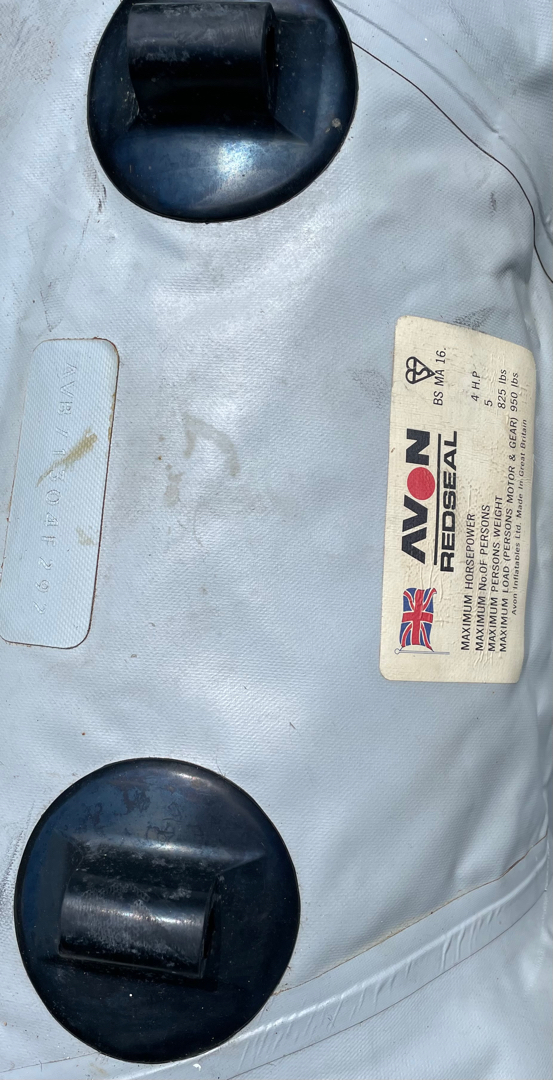 AVON
REDSEAL
BS MA 16.
MAXIMUM HORSEPOWER 4 H.P
MAXIMUM No.OF PERSONS 5
MAXIMUM PERSONS WEIGHT 825 lbs
MAXIMUM LOAD (PERSONS MOTOR & GEAR) 950 lbs
Avon Inflatables Ltd. Made In Great Britain